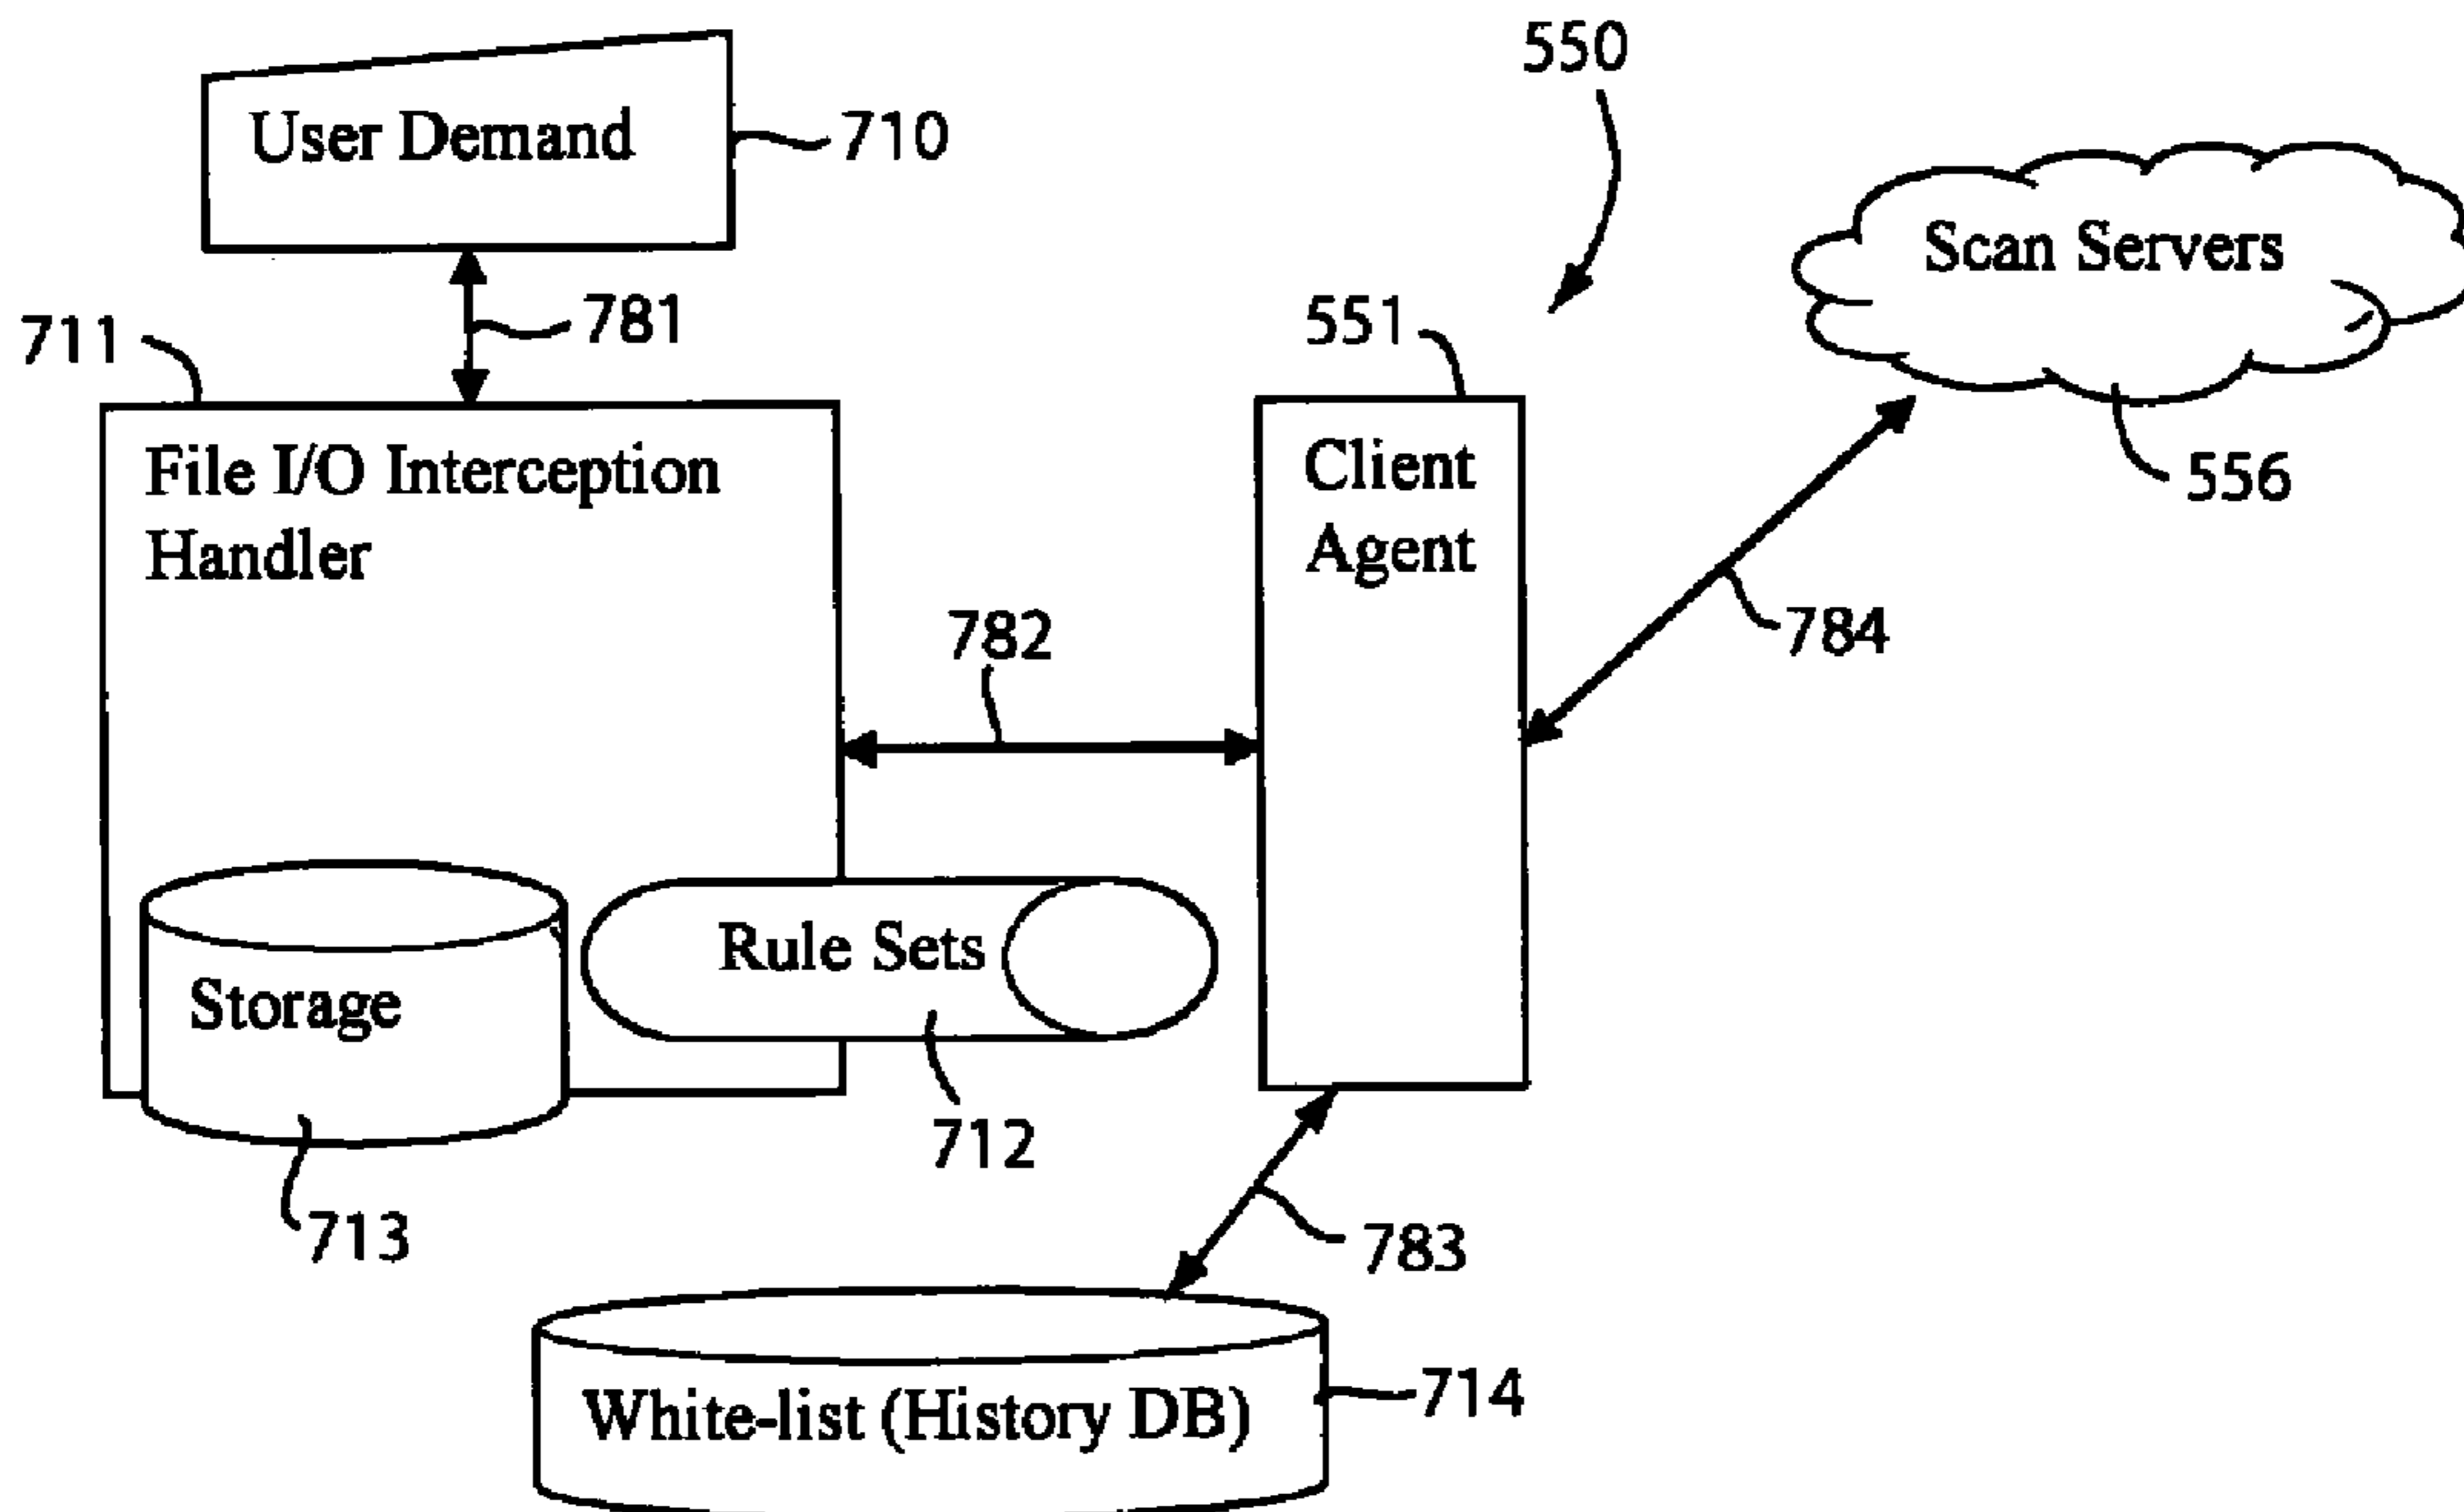 550
User Demand
710
Scan Servers
781
711
551
File I/O Interception
Handler
Client
Agent
556
782
784
Rule Sets
Storage
712
713
783
White-list (History DB)
714